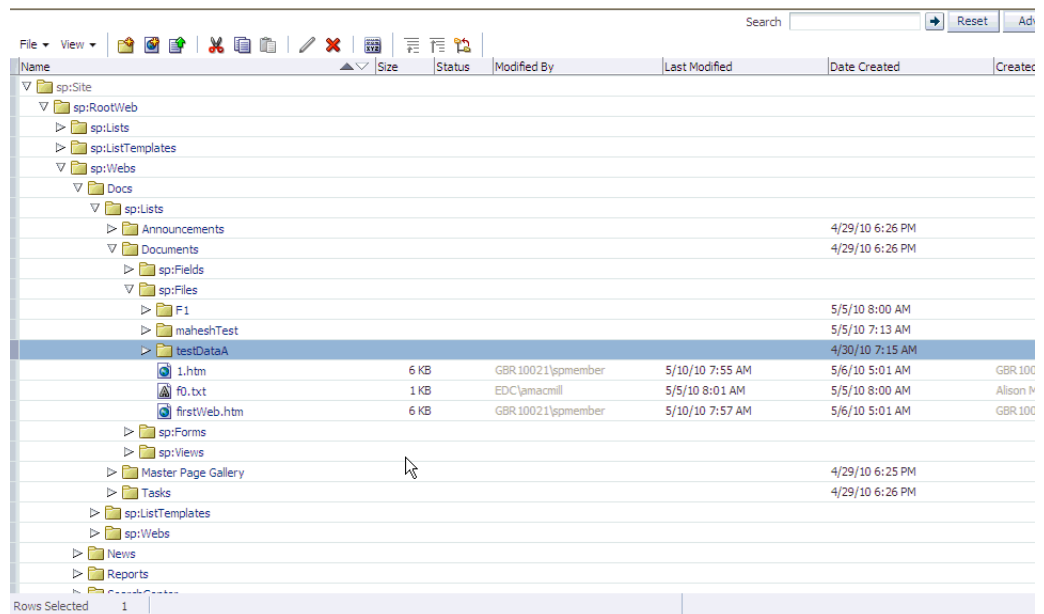 Search Reset Adv
File View
Name Size Status Modified By Last Modified Date Created Created
sp:Site
sp:RootWeb
sp:Lists
sp:ListTemplates
sp:Webs
Docs
sp:Lists
Announcements 4/29/10 6:26 PM
Documents 4/29/10 6:26 PM
sp:Fields
sp:Files
F1 5/5/10 8:00 AM
maheshTest 5/5/10 7:13 AM
testDataA 4/30/10 7:15 AM
1.htm 6 KB GBR10021\spmember 5/10/10 7:55 AM 5/6/10 5:01 AM GBR100
f0.txt 1 KB EDC\amacmill 5/5/10 8:01 AM 5/5/10 8:00 AM Alison M
firstWeb.htm 6 KB GBR10021\spmember 5/10/10 7:57 AM 5/6/10 5:01 AM GBR100
sp:Forms
sp:Views
Master Page Gallery 4/29/10 6:25 PM
Tasks 4/29/10 6:26 PM
sp:ListTemplates
sp:Webs
News
Reports
SearchCenter
Rows Selected 1